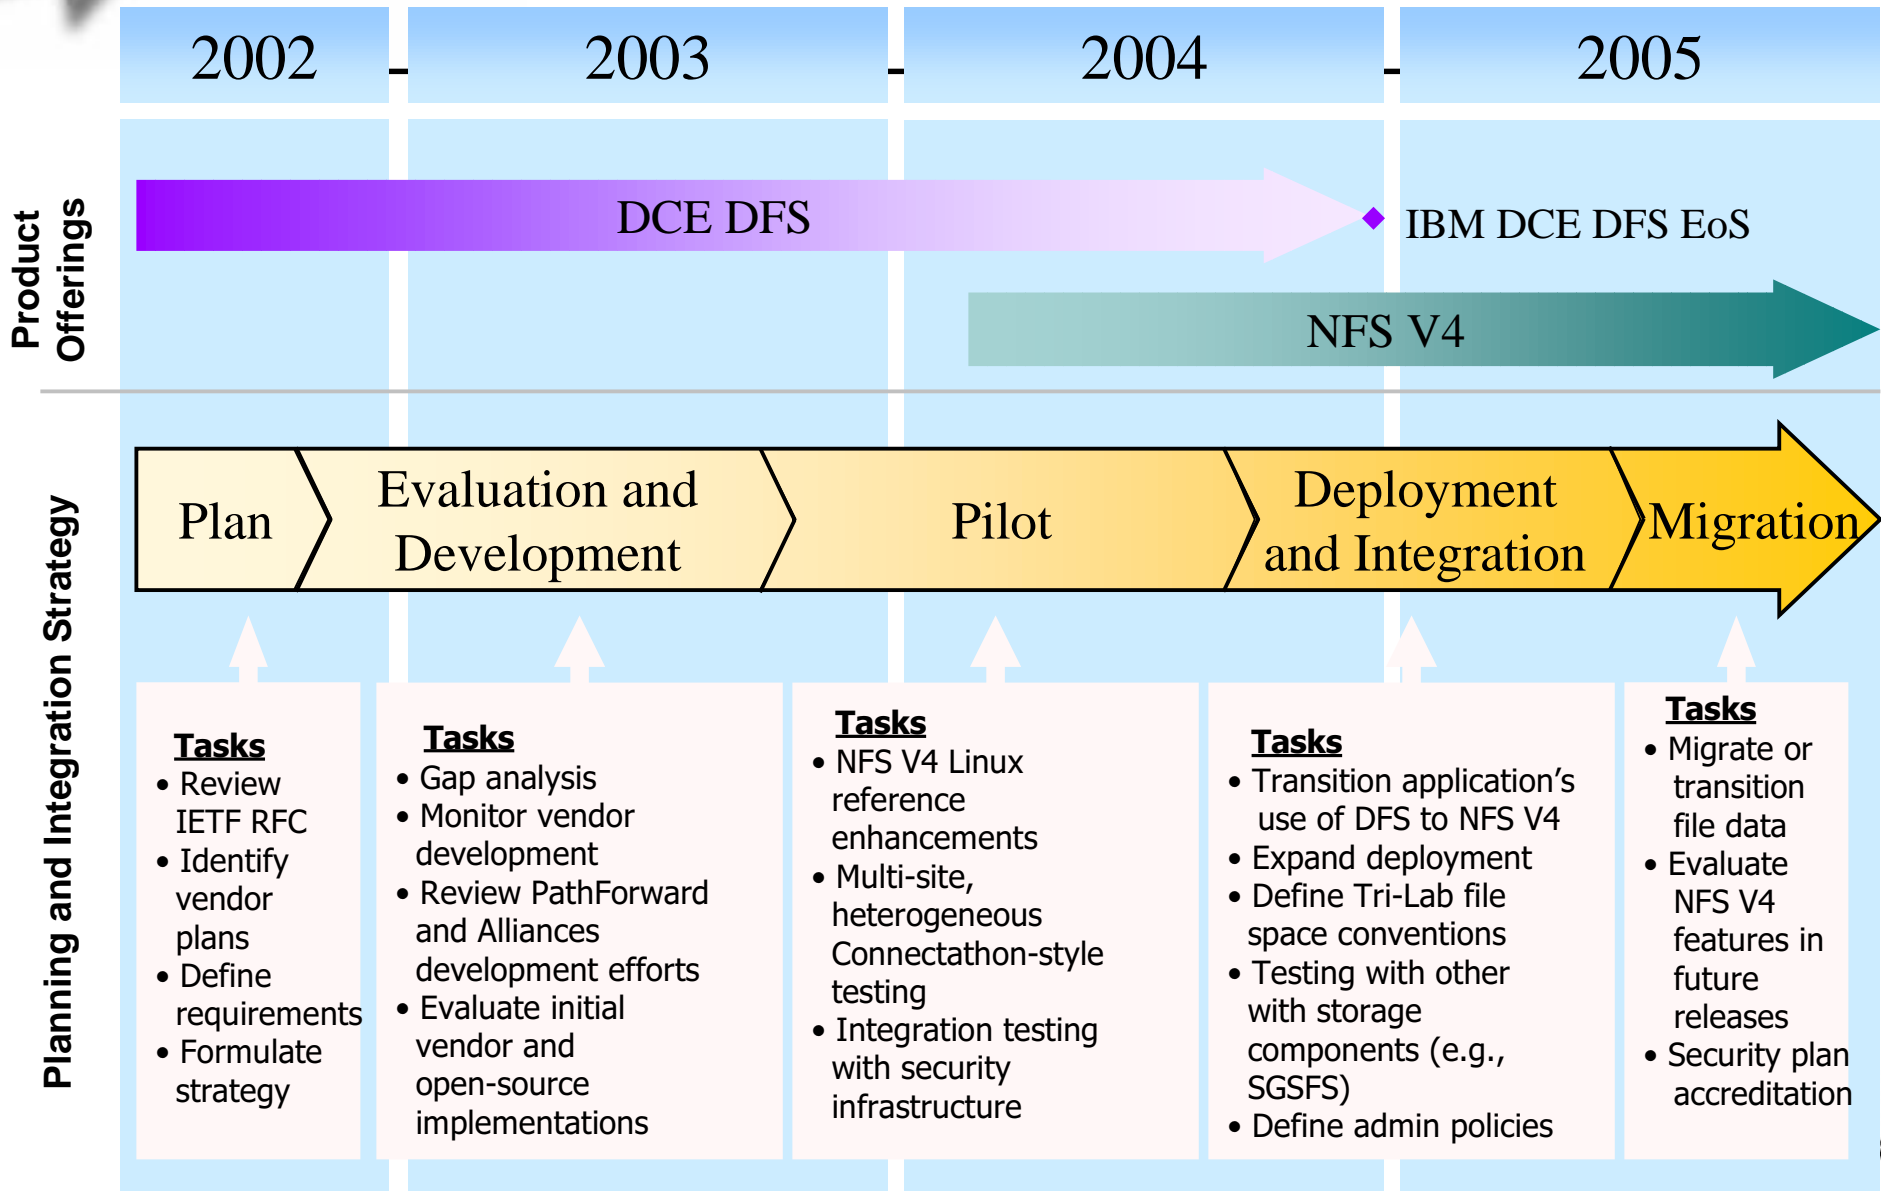 2002
2003
2004
2005
Product
Offerings
DCE DFS
IBM DCE DFS EoS
NFS V4
Planning and Integration Strategy
Plan
Evaluation and
Development
Pilot
Deployment
and Integration
Migration
Tasks
• Review
IETF RFC
• Identify
vendor
plans
• Define
requirements
• Formulate
strategy
Tasks
• Gap analysis
• Monitor vendor
development
• Review PathForward
and Alliances
development efforts
• Evaluate initial
vendor and
open-source
implementations
Tasks
• NFS V4 Linux
reference
enhancements
• Multi-site,
heterogeneous
Connectathon-style
testing
• Integration testing
with security
infrastructure
Tasks
• Transition application’s
use of DFS to NFS V4
• Expand deployment
• Define Tri-Lab file
space conventions
• Testing with other
with storage
components (e.g.,
SGSFS)
• Define admin policies
Tasks
• Migrate or
transition
file data
• Evaluate
NFS V4
features in
future
releases
• Security plan
accreditation